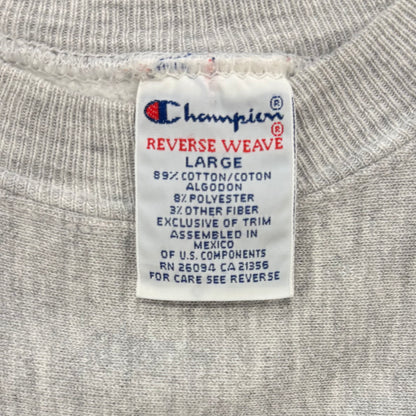 Champion®
REVERSE WEAVE®
LARGE
89% COTTON/COTON
ALGODON
8% POLYESTER
3% OTHER FIBER
EXCLUSIVE OF TRIM
ASSEMBLED IN
MEXICO
OF U.S. COMPONENTS
RN 26094 CA 21356
FOR CARE SEE REVERSE